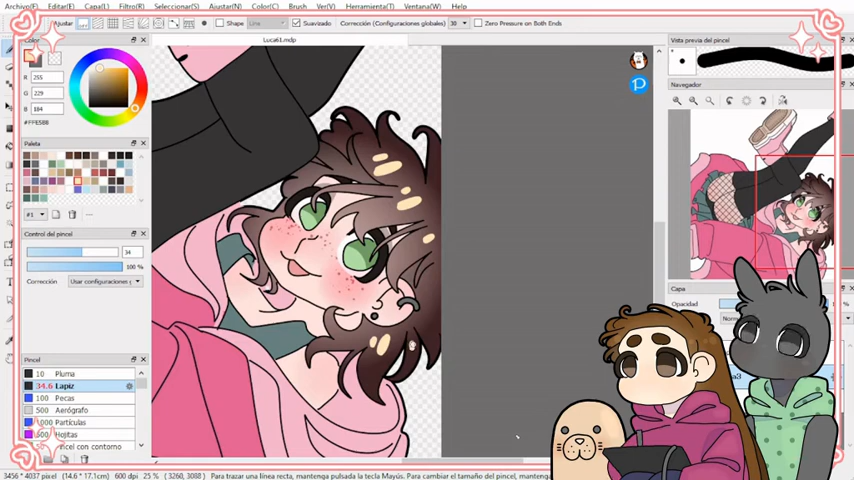 Archivo(F) Editar(E) Capa(L) Filtro(R) Seleccionar(S) Ajustar(N) Color(C) Brush Ver(V) Herramienta(T) Ventana(W) Help
Ajustar Shape Line Suavizado Corrección (Configuraciones globales) 30 Zero Pressure on Both Ends
Color
Luca61.mdp
Vista previa del pincel
R 255
G 229
B 184
#FFE5B8
Navegador
Paleta
#1
Control del pincel
34
100 %
Corrección Usar configuraciones g
Capa
Opacidad
Norm
Pincel
10 Pluma
34.6 Lapiz
100 Pecas
500 Aerógrafo
1000 Partículas
500 Hojitas
50 Pincel con contorno
3456 * 4037 pixel (14.6 * 17.1cm) 600 dpi 25 % ( 3260, 3088 ) Para trazar una línea recta, mantenga pulsada la tecla Mayús. Para cambiar el tamaño del pincel, manteng